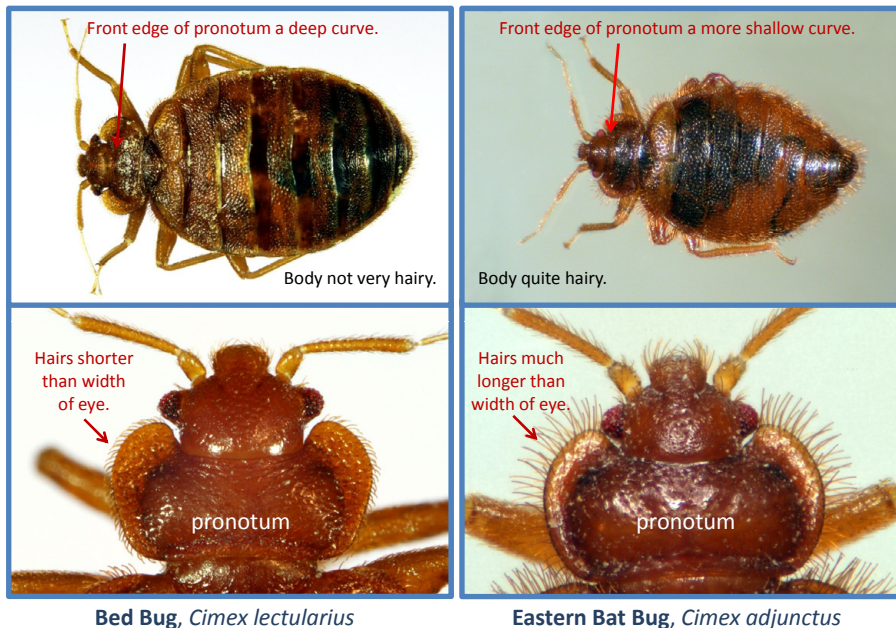 Front edge of pronotum a deep curve.
Body not very hairy.
Front edge of pronotum a more shallow curve.
Body quite hairy.
Hairs shorter
than width
of eye.
pronotum
Hairs much
longer than
width of eye.
pronotum
Bed Bug, Cimex lectularius
Eastern Bat Bug, Cimex adjunctus